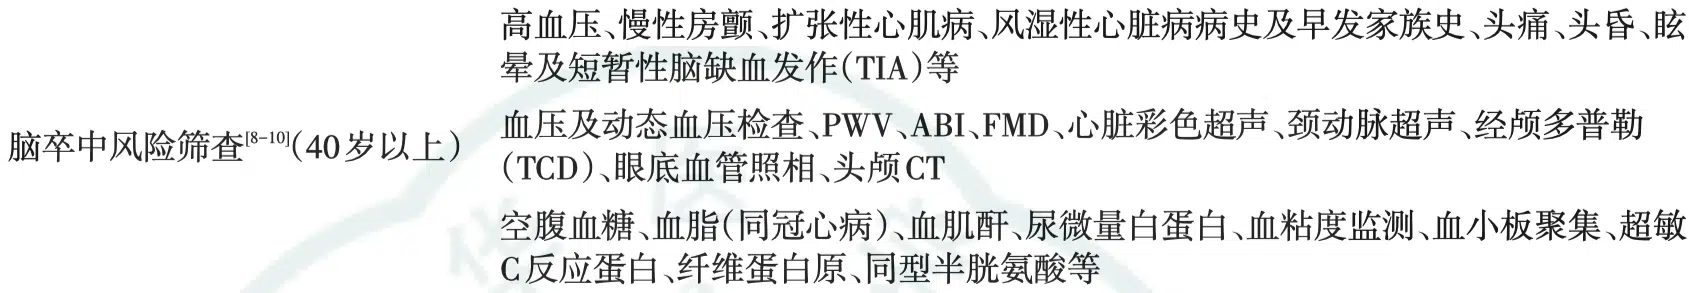 高血压、慢性房颤、扩张性心肌病、风湿性心脏病病史及早发家族史、头痛、头昏、眩
晕及短暂性脑缺血发作(TIA)等
脑卒中风险筛查[8-10](40岁以上)
血压及动态血压检查、PWV、ABI、FMD、心脏彩色超声、颈动脉超声、经颅多普勒
(TCD)、眼底血管照相、头颅CT
空腹血糖、血脂(同冠心病)、血肌酐、尿微量白蛋白、血粘度监测、血小板聚集、超敏
C反应蛋白、纤维蛋白原、同型半胱氨酸等